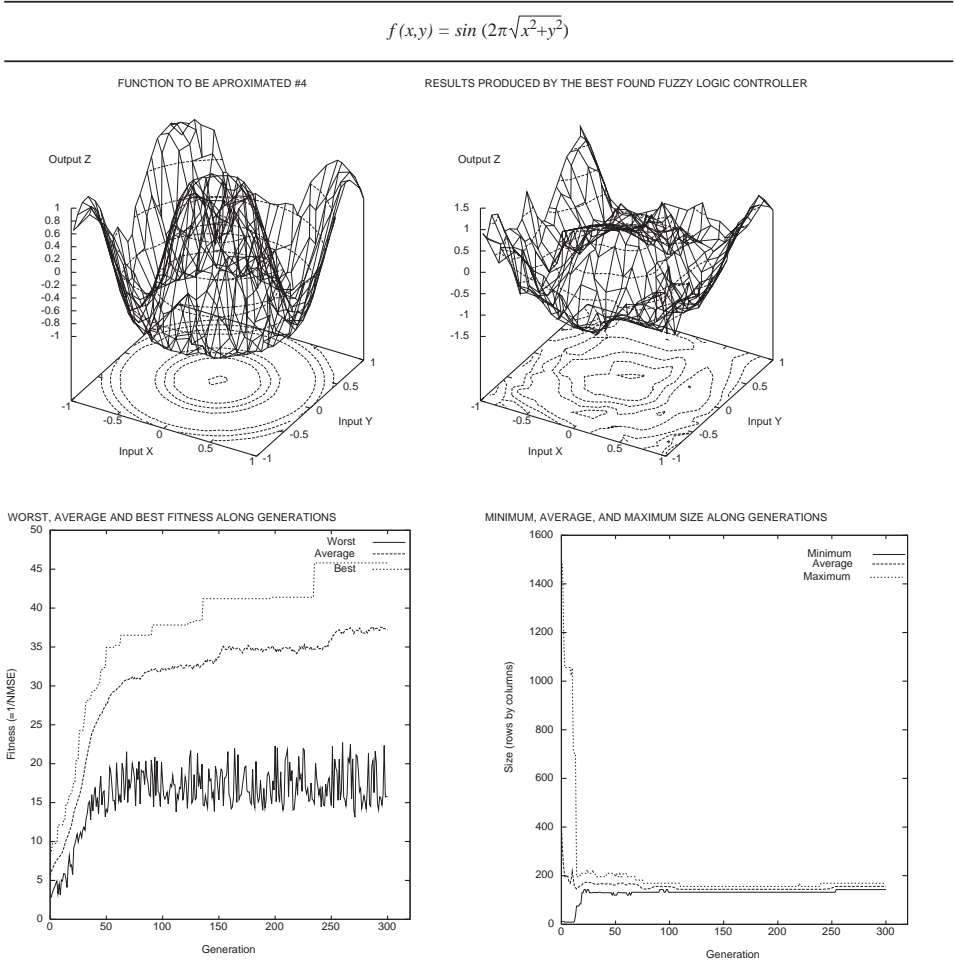 f (x,y) = sin (2π√x²+y²)
FUNCTION TO BE APROXIMATED #4
RESULTS PRODUCED BY THE BEST FOUND FUZZY LOGIC CONTROLLER
Output Z
1
0.8
0.6
0.4
0.2
0
-0.2
-0.4
-0.6
-0.8
-1
-1
-0.5
0
0.5
1
Input X
-1
-0.5
0
0.5
1
Input Y
Output Z
1.5
1
0.5
0
-0.5
-1
-1.5
-1
-0.5
0
0.5
1
Input X
-1
-0.5
0
0.5
1
Input Y
WORST, AVERAGE AND BEST FITNESS ALONG GENERATIONS
50
45
40
35
30
25
20
15
10
5
0
Fitness (=1/NMSE)
Worst
Average
Best
0 50 100 150 200 250 300
Generation
MINIMUM, AVERAGE, AND MAXIMUM SIZE ALONG GENERATIONS
1600
1400
1200
1000
800
600
400
200
0
Size (rows by columns)
Minimum
Average
Maximum
0 50 100 150 200 250 300
Generation